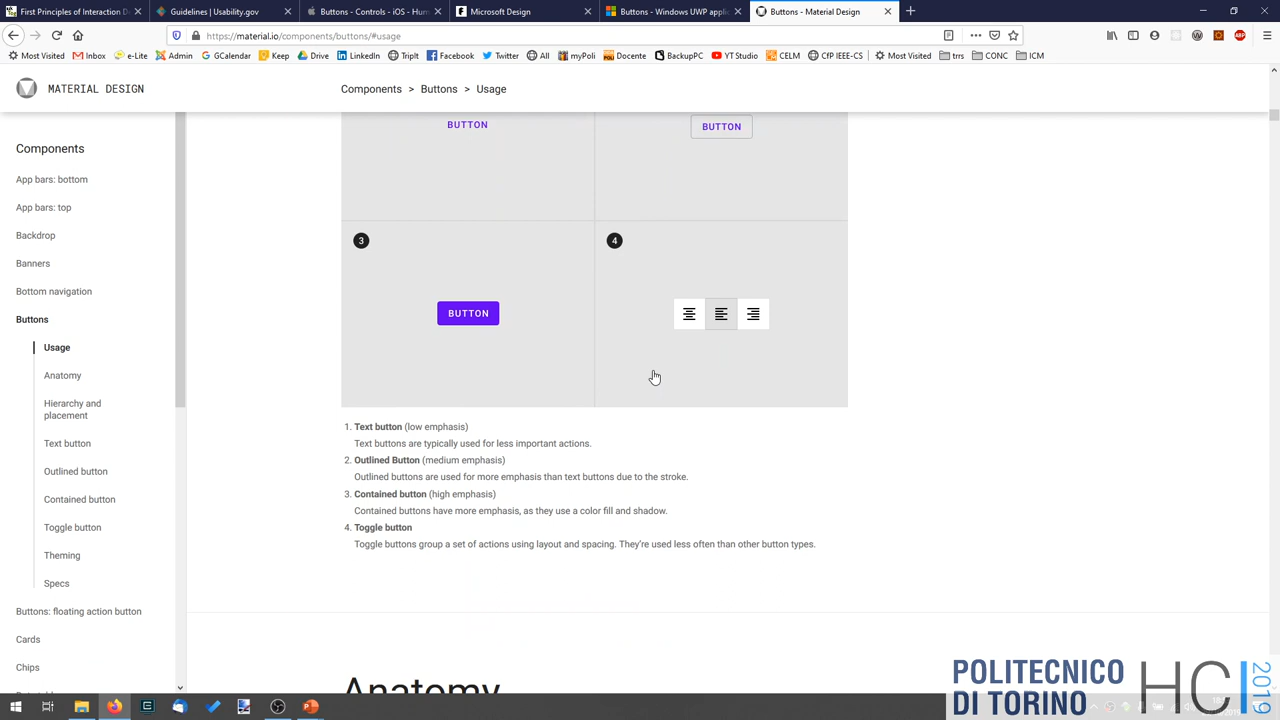 First Principles of Interaction D
Guidelines | Usability.gov
Buttons - Controls - iOS - Hum
Microsoft Design
Buttons - Windows UWP applic
Buttons - Material Design
https://material.io/components/buttons/#usage
Most Visited
Inbox
e-Lite
Admin
GCalendar
Keep
Drive
LinkedIn
TripIt
Facebook
Twitter
All
myPoli
Docente
BackupPC
YT Studio
CELM
CfP IEEE-CS
Most Visited
trrs
CONC
ICM
MATERIAL DESIGN
Components > Buttons > Usage
Components
App bars: bottom
App bars: top
Backdrop
Banners
Bottom navigation
Buttons
Usage
Anatomy
Hierarchy and
placement
Text button
Outlined button
Contained button
Toggle button
Theming
Specs
Buttons: floating action button
Cards
Chips
BUTTON
BUTTON
3
4
BUTTON
1. Text button (low emphasis)
Text buttons are typically used for less important actions.
2. Outlined Button (medium emphasis)
Outlined buttons are used for more emphasis than text buttons due to the stroke.
3. Contained button (high emphasis)
Contained buttons have more emphasis, as they use a color fill and shadow.
4. Toggle button
Toggle buttons group a set of actions using layout and spacing. They're used less often than other button types.
Anatomy
POLITECNICO
DI TORINO
HCI
2019